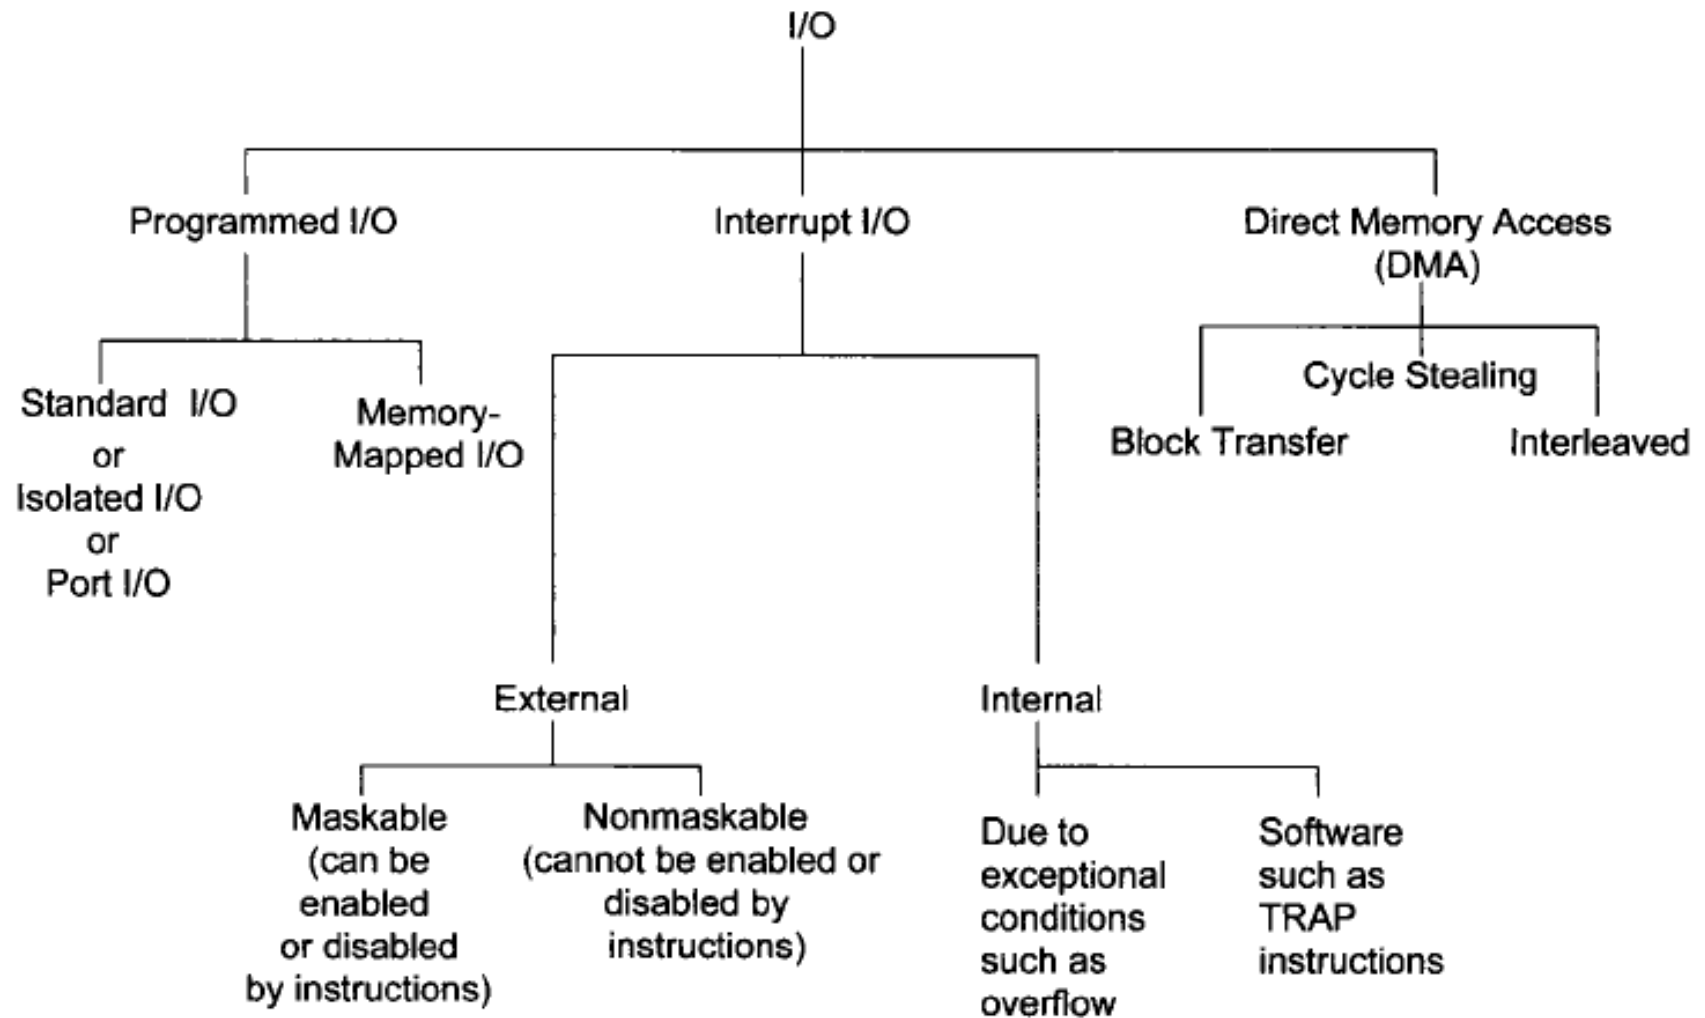 I/O
Programmed I/O
Interrupt I/O
Direct Memory Access
(DMA)
Standard I/O
or
Isolated I/O
or
Port I/O
Memory-
Mapped I/O
Cycle Stealing
Block Transfer
Interleaved
External
Internal
Maskable
(can be
enabled
or disabled
by instructions)
Nonmaskable
(cannot be enabled or
disabled by
instructions)
Due to
exceptional
conditions
such as
overflow
Software
such as
TRAP
instructions